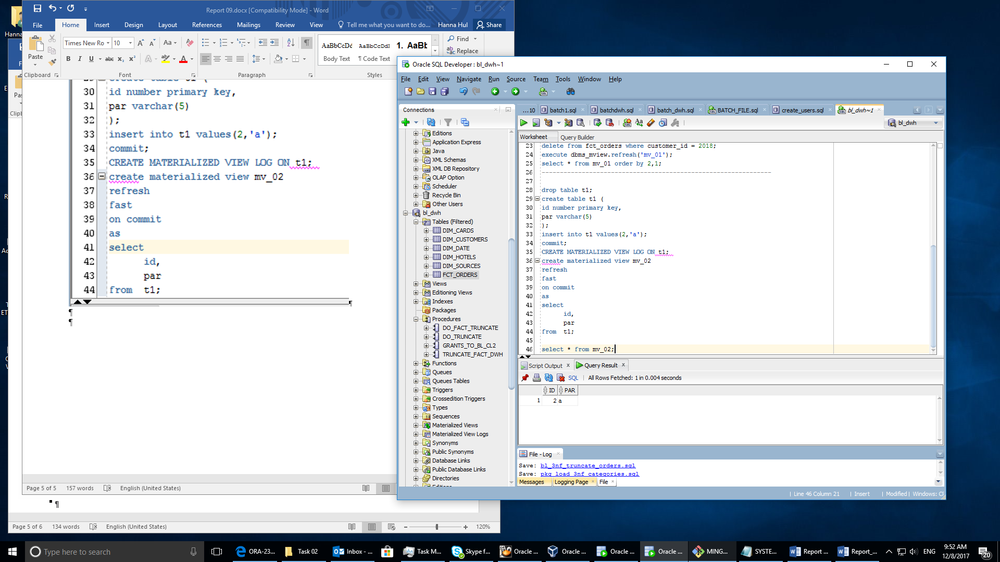 Report 09.docx [Compatibility Mode] - Word
File Home Insert Design Layout References Mailings Review View Tell me what you want to do... Hanna Hul Share
Times New Ro 10 Aa
Paste
B I U abc x₂ x²
AaBbCcDd AaBbCcDdE 1. AaBb
Body Text ¶ Code Text
Find
Replace
Clipboard Font Paragraph Styles
30 id number primary key,
31 par varchar(5)
32 );
33 insert into t1 values(2,'a');
34 commit;
35 CREATE MATERIALIZED VIEW LOG ON t1;
36 create materialized view mv_02
37 refresh
38 fast
39 on commit
40 as
41 select
42 id,
43 par
44 from t1;
¶
¶
¶
Page 5 of 5 157 words English (United States)
¶
Page 5 of 6 134 words English (United States) 120%
Oracle SQL Developer : bl_dwh~1
File Edit View Navigate Run Source Team Tools Window Help
Connections
Editions
Application Express
Java
XML Schemas
XML DB Repository
OLAP Option
Scheduler
Recycle Bin
Other Users
bl_dwh
Tables (Filtered)
DIM_CARDS
DIM_CUSTOMERS
DIM_DATE
DIM_HOTELS
DIM_SOURCES
FCT_ORDERS
Views
Editioning Views
Indexes
Packages
Procedures
DO_FACT_TRUNCATE
DO_TRUNCATE
GRANTS_TO_BL_CL2
TRUNCATE_FACT_DWH
Functions
Queues
Queues Tables
Triggers
Crossedition Triggers
Types
Sequences
Materialized Views
Materialized View Logs
Synonyms
Public Synonyms
Database Links
Public Database Links
Directories
...10 batch1.sql batchdwh.sql batch_dwh.sql BATCH_FILE.sql create_users.sql bl_dwh~1
bl_dwh
Worksheet Query Builder
23 delete from fct_orders where customer_id = 2018;
24 execute dbms_mview.refresh('mv_01');
25 select * from mv_01 order by 2,1;
26 ------------------------------------------------------------------
27
28 drop table t1;
29 create table t1 (
30 id number primary key,
31 par varchar(5)
32 );
33 insert into t1 values(2,'a');
34 commit;
35 CREATE MATERIALIZED VIEW LOG ON t1;
36 create materialized view mv_02
37 refresh
38 fast
39 on commit
40 as
41 select
42 id,
43 par
44 from t1;
45
46 select * from mv_02;
Script Output Query Result
SQL All Rows Fetched: 1 in 0.004 seconds
ID PAR
1 2 a
File - Log
Save: bl_3nf_truncate_orders.sql
Save: pkg_load_3nf_categories.sql
Messages Logging Page File
Line 46 Column 21 Insert Modified Windows: CF
Type here to search
ORA-23... Task 02 Inbox - ... Task M... Skype f... Oracle ... Oracle ... Oracle ... Oracle ... MING... SYSTE... Report ... Report_... ENG
9:52 AM
12/8/2017
20